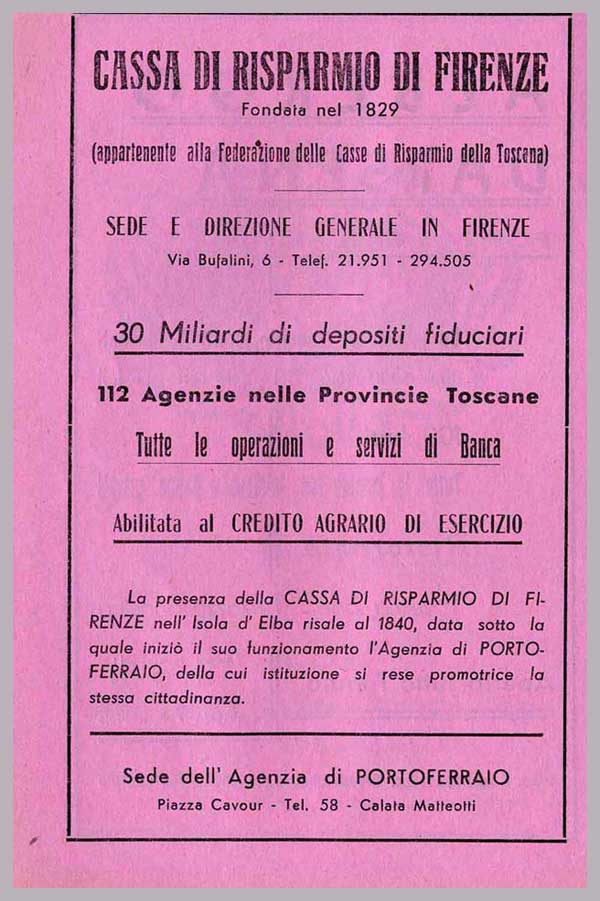 CASSA DI RISPARMIO DI FIRENZE
Fondata nel 1829
(appartenente alla Federazione delle Casse di Risparmio della Toscana)
SEDE E DIREZIONE GENERALE IN FIRENZE
Via Bufalini, 6 - Telef. 21.951 - 294.505
30 Miliardi di depositi fiduciari
112 Agenzie nelle Provincie Toscane
Tutte le operazioni e servizi di Banca
Abilitata al CREDITO AGRARIO DI ESERCIZIO
La presenza della CASSA DI RISPARMIO DI FI-
RENZE nell' Isola d' Elba risale al 1840, data sotto la
quale iniziò il suo funzionamento l'Agenzia di PORTO-
FERRAIO, della cui istituzione si rese promotrice la
stessa cittadinanza.
Sede dell' Agenzia di PORTOFERRAIO
Piazza Cavour - Tel. 58 - Calata Matteotti